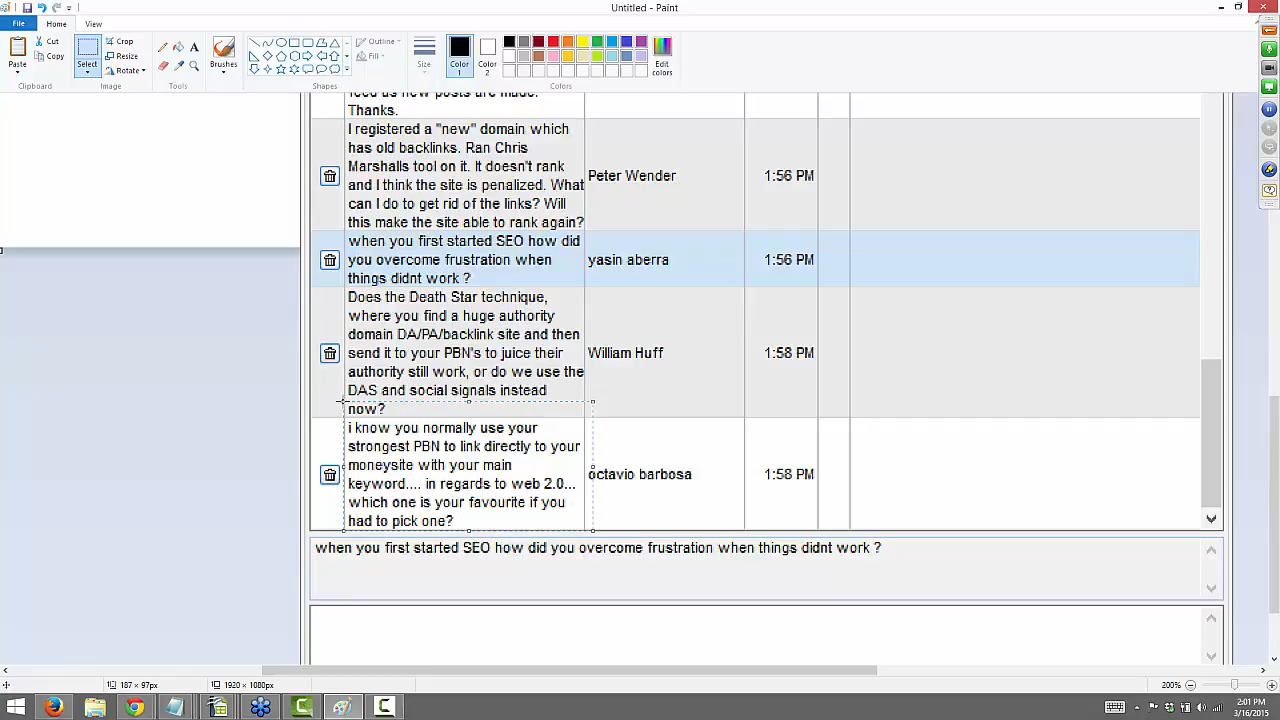 Untitled - Paint
File
Home
View
Paste
Cut
Copy
Clipboard
Select
Crop
Resize
Rotate
Image
Tools
Brushes
Shapes
Outline
Fill
Size
Color
1
Color
2
Edit
colors
Colors
feed as new posts are made.
Thanks.
I registered a "new" domain which
has old backlinks. Ran Chris
Marshalls tool on it. It doesn't rank
and I think the site is penalized. What
can I do to get rid of the links? Will
this make the site able to rank again?
Peter Wender
1:56 PM
when you first started SEO how did
you overcome frustration when
things didnt work ?
yasin aberra
1:56 PM
Does the Death Star technique,
where you find a huge authority
domain DA/PA/backlink site and then
send it to your PBN's to juice their
authority still work, or do we use the
DAS and social signals instead
now?
William Huff
1:58 PM
i know you normally use your
strongest PBN to link directly to your
moneysite with your main
keyword.... in regards to web 2.0...
which one is your favourite if you
had to pick one?
octavio barbosa
1:58 PM
when you first started SEO how did you overcome frustration when things didnt work ?
187 × 97px
1920 × 1080px
200%
2:01 PM
3/16/2015